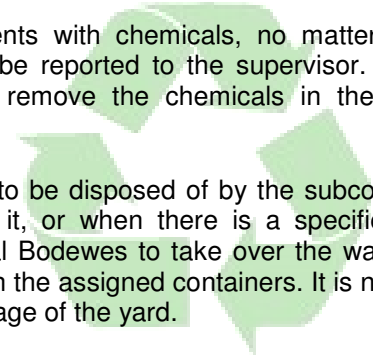 ents with chemicals, no matter
be reported to the supervisor.
remove the chemicals in the
to be disposed of by the subco
it, or when there is a specific
al Bodewes to take over the wa
n the assigned containers. It is n
age of the yard.